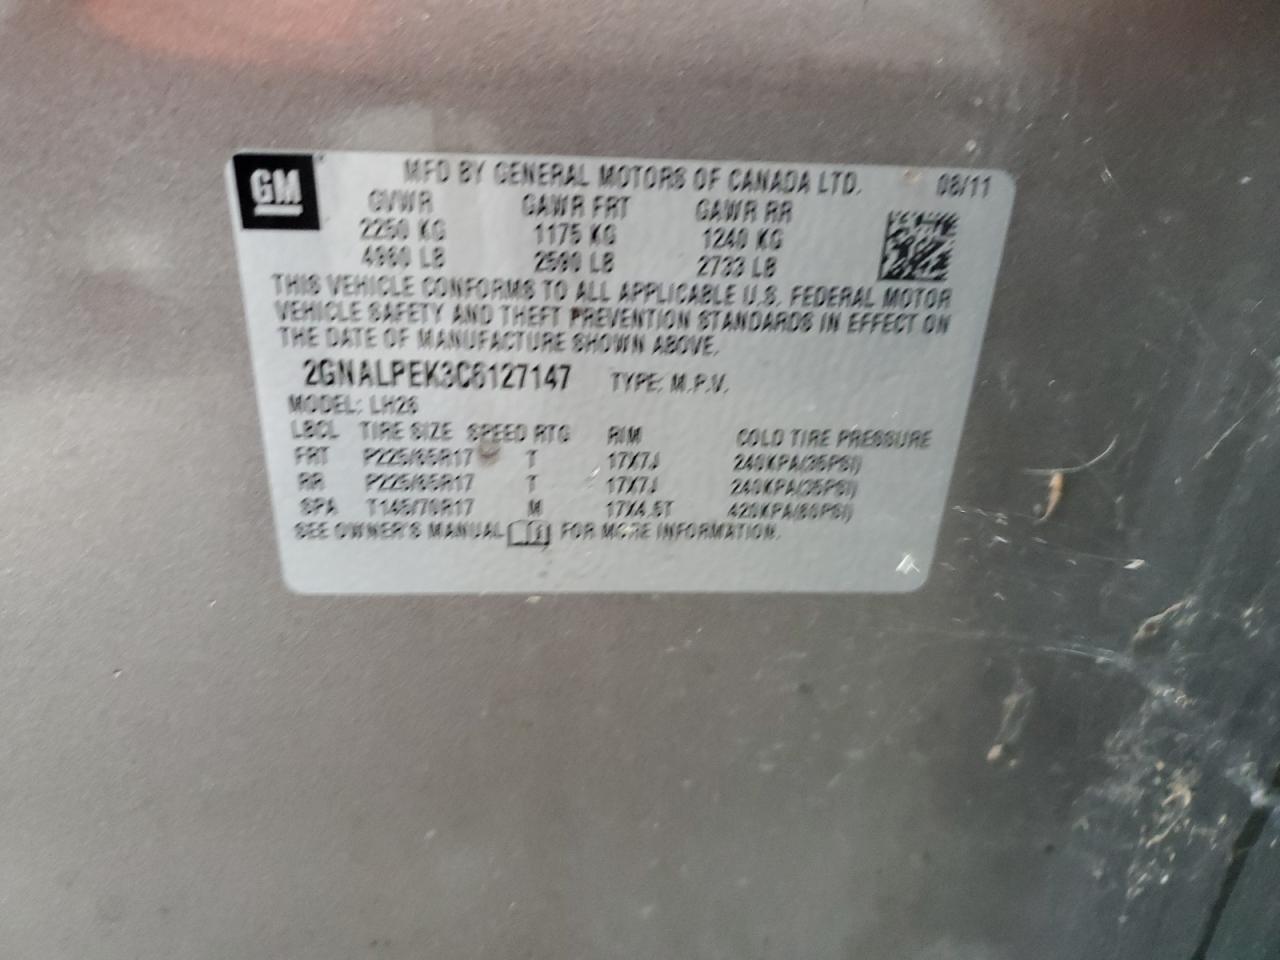 GM
MFD BY GENERAL MOTORS OF CANADA LTD. 08/11
GVWR GAWR FRT GAWR RR
2250 KG 1175 KG 1240 KG
4960 LB 2590 LB 2733 LB
THIS VEHICLE CONFORMS TO ALL APPLICABLE U.S. FEDERAL MOTOR
VEHICLE SAFETY AND THEFT PREVENTION STANDARDS IN EFFECT ON
THE DATE OF MANUFACTURE SHOWN ABOVE.
2GNALPEK3C6127147 TYPE: M.P.V.
MODEL: LH26
TIRE SIZE SPEED RTG RIM COLD TIRE PRESSURE
FRT P225/65R17 T 17X7J 240KPA(35PSI)
RR P225/65R17 T 17X7J 240KPA(35PSI)
SPA T145/70R17 M 17X4.5T 420KPA(60PSI)
SEE OWNER'S MANUAL FOR MORE INFORMATION.